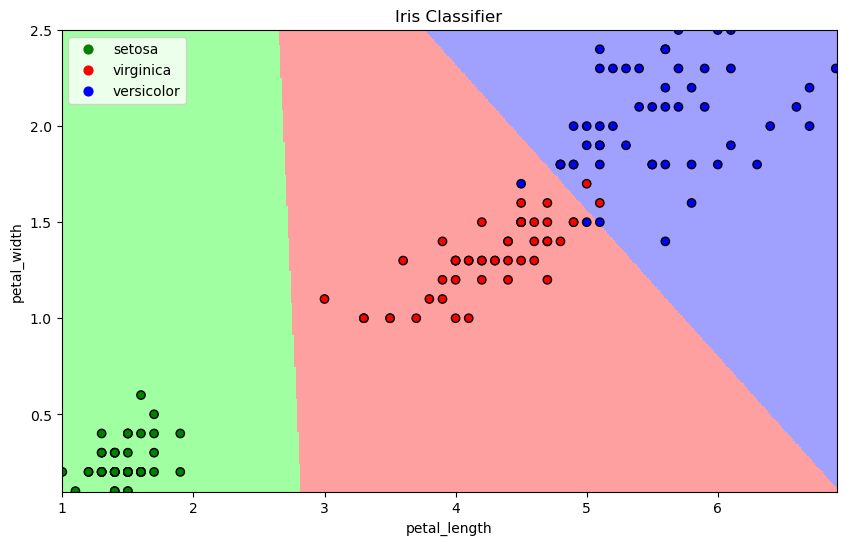 Iris Classifier
setosa
virginica
versicolor
2.5
2.0
1.5
1.0
0.5
petal_width
1
2
3
4
5
6
petal_length